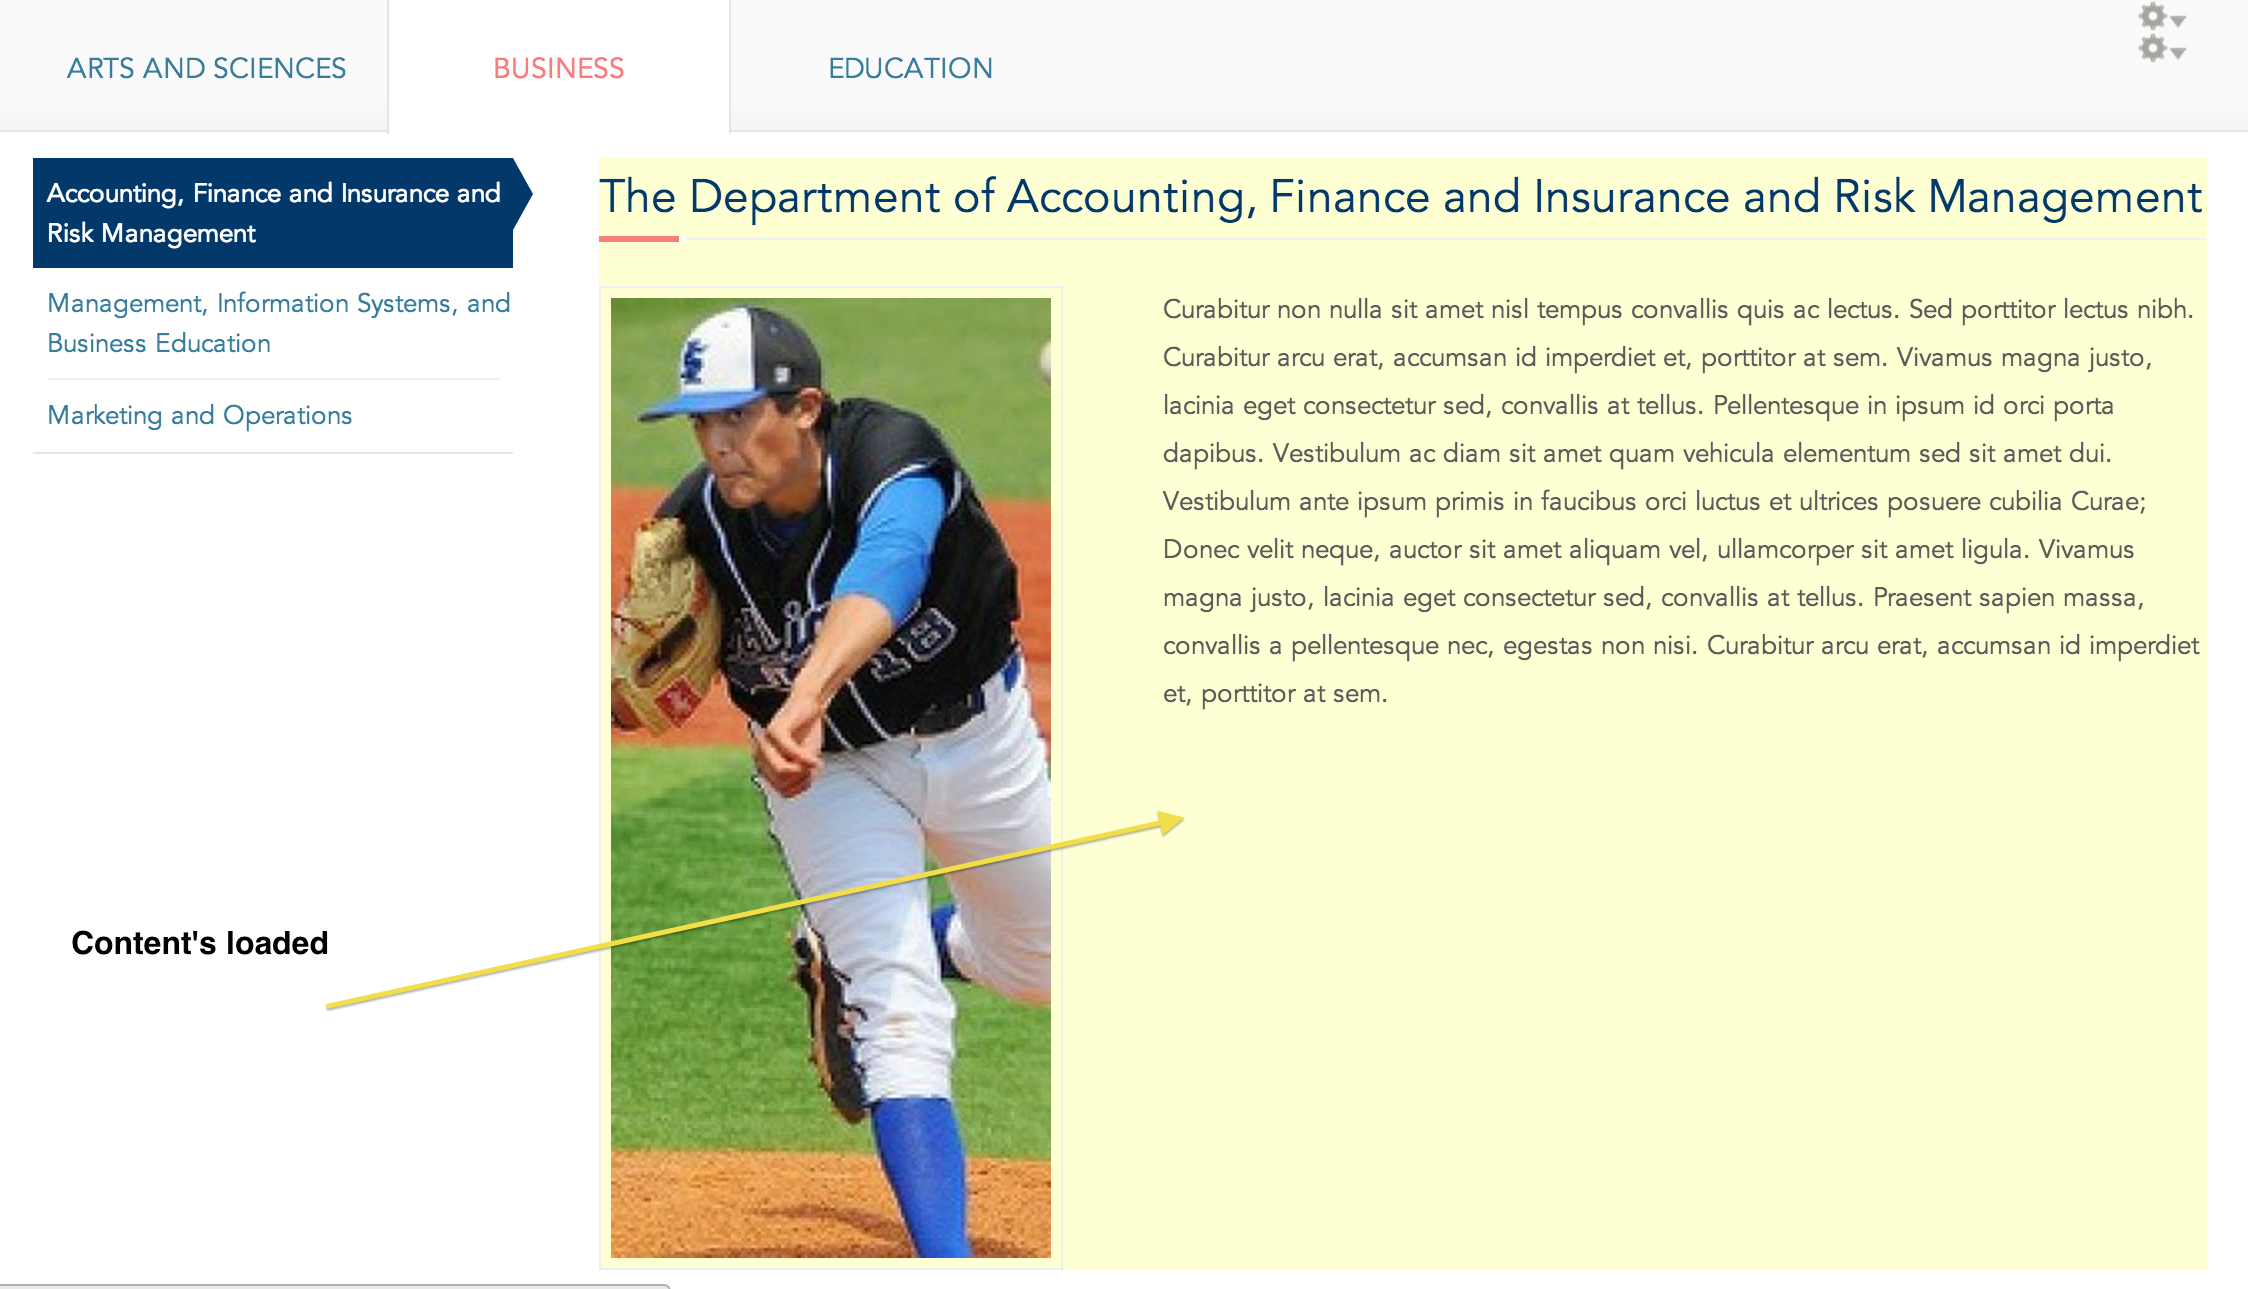 ARTS AND SCIENCES
BUSINESS
EDUCATION
Accounting, Finance and Insurance and
Risk Management
Management, Information Systems, and
Business Education
Marketing and Operations
The Department of Accounting, Finance and Insurance and Risk Management
Curabitur non nulla sit amet nisl tempus convallis quis ac lectus. Sed porttitor lectus nibh.
Curabitur arcu erat, accumsan id imperdiet et, porttitor at sem. Vivamus magna justo,
lacinia eget consectetur sed, convallis at tellus. Pellentesque in ipsum id orci porta
dapibus. Vestibulum ac diam sit amet quam vehicula elementum sed sit amet dui.
Vestibulum ante ipsum primis in faucibus orci luctus et ultrices posuere cubilia Curae;
Donec velit neque, auctor sit amet aliquam vel, ullamcorper sit amet ligula. Vivamus
magna justo, lacinia eget consectetur sed, convallis at tellus. Praesent sapien massa,
convallis a pellentesque nec, egestas non nisi. Curabitur arcu erat, accumsan id imperdiet
et, porttitor at sem.
18
Content's loaded